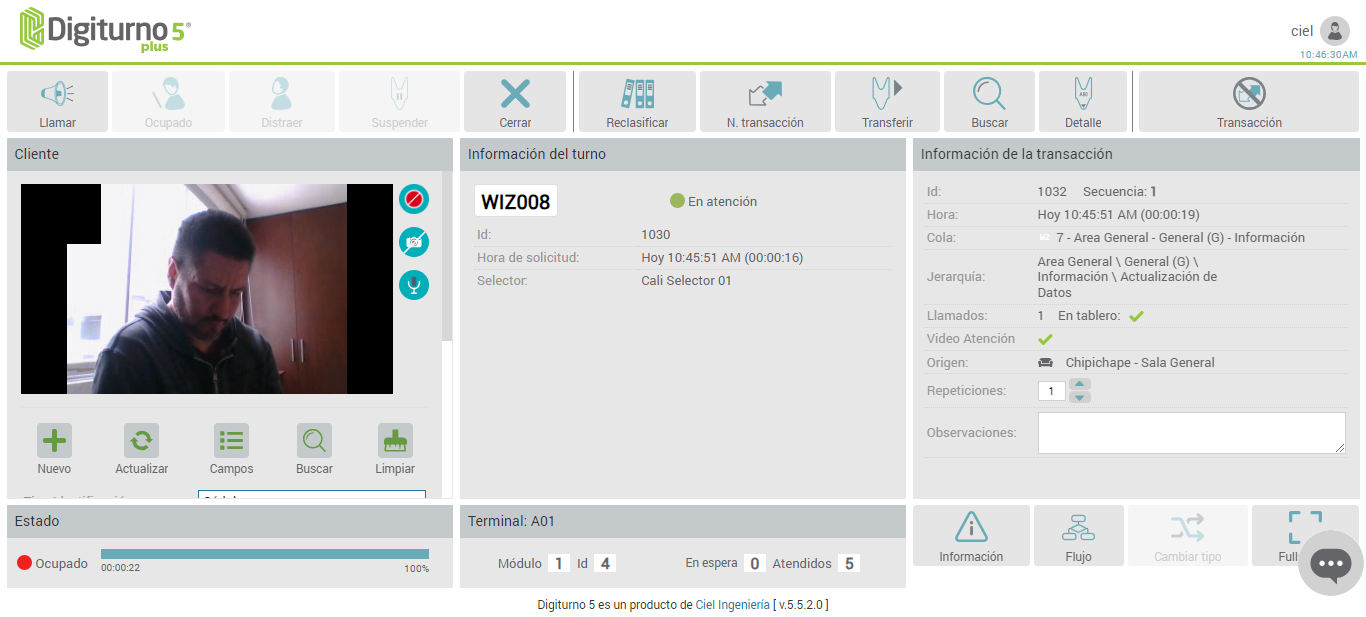 Digiturno 5®
plus
ciel
10:46:30AM
Llamar
Ocupado
Distraer
Suspender
Cerrar
Reclasificar
N. transacción
Transferir
Buscar
Detalle
Transacción
Cliente
Nuevo
Actualizar
Campos
Buscar
Limpiar
Información del turno
WIZ008
En atención
Id: 1030
Hora de solicitud: Hoy 10:45:51 AM (00:00:16)
Selector: Cali Selector 01
Información de la transacción
Id: 1032 Secuencia: 1
Hora: Hoy 10:45:51 AM (00:00:19)
Cola: WZ 7 - Area General - General (G) - Información
Area General \ General (G) \
Jerarquía: Información \ Actualización de
Datos
Llamados: 1 En tablero:
Video Atención
Origen: Chipichape - Sala General
Repeticiones: 1
Observaciones:
Estado
Ocupado
00:00:22 100%
Terminal: A01
Módulo 1 Id 4 En espera 0 Atendidos 5
Información
Flujo
Cambiar tipo
Full
Digiturno 5 es un producto de Ciel Ingeniería [ v.5.5.2.0 ]